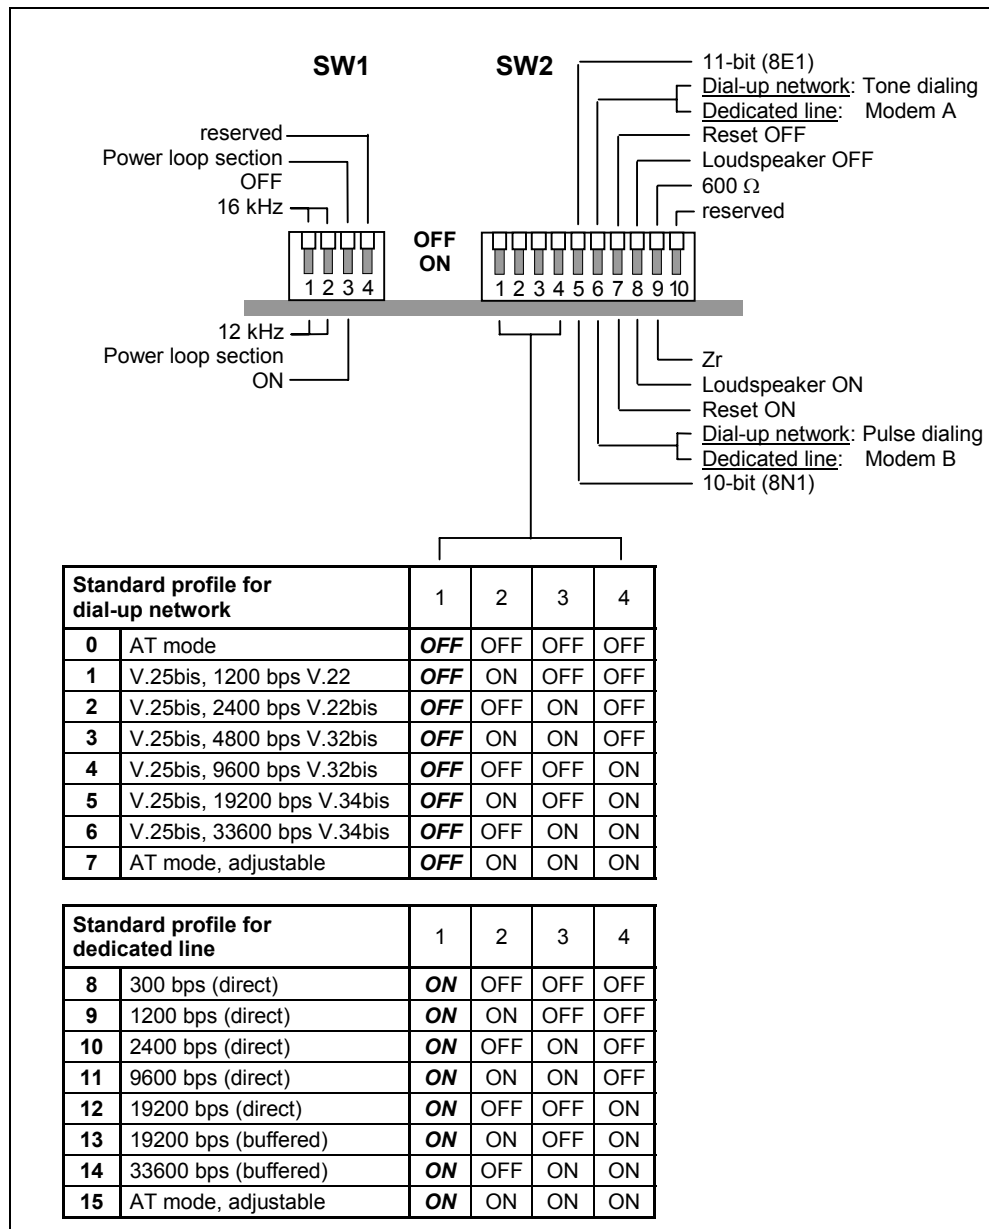 SW1 SW2
11-bit (8E1)
Dial-up network: Tone dialing
Dedicated line: Modem A
Reset OFF
Loudspeaker OFF
600 Ω
reserved
reserved
Power loop section
OFF
16 kHz
OFF
ON
1 2 3 4
1 2 3 4 5 6 7 8 9 10
12 kHz
Power loop section
ON
Zr
Loudspeaker ON
Reset ON
Dial-up network: Pulse dialing
Dedicated line: Modem B
10-bit (8N1)
Standard profile for
dial-up network 1 2 3 4
0 AT mode OFF OFF OFF OFF
1 V.25bis, 1200 bps V.22 OFF ON OFF OFF
2 V.25bis, 2400 bps V.22bis OFF OFF ON OFF
3 V.25bis, 4800 bps V.32bis OFF ON ON OFF
4 V.25bis, 9600 bps V.32bis OFF OFF OFF ON
5 V.25bis, 19200 bps V.34bis OFF ON OFF ON
6 V.25bis, 33600 bps V.34bis OFF OFF ON ON
7 AT mode, adjustable OFF ON ON ON
Standard profile for
dedicated line 1 2 3 4
8 300 bps (direct) ON OFF OFF OFF
9 1200 bps (direct) ON ON OFF OFF
10 2400 bps (direct) ON OFF ON OFF
11 9600 bps (direct) ON ON ON OFF
12 19200 bps (direct) ON OFF OFF ON
13 19200 bps (buffered) ON ON OFF ON
14 33600 bps (buffered) ON OFF ON ON
15 AT mode, adjustable ON ON ON ON